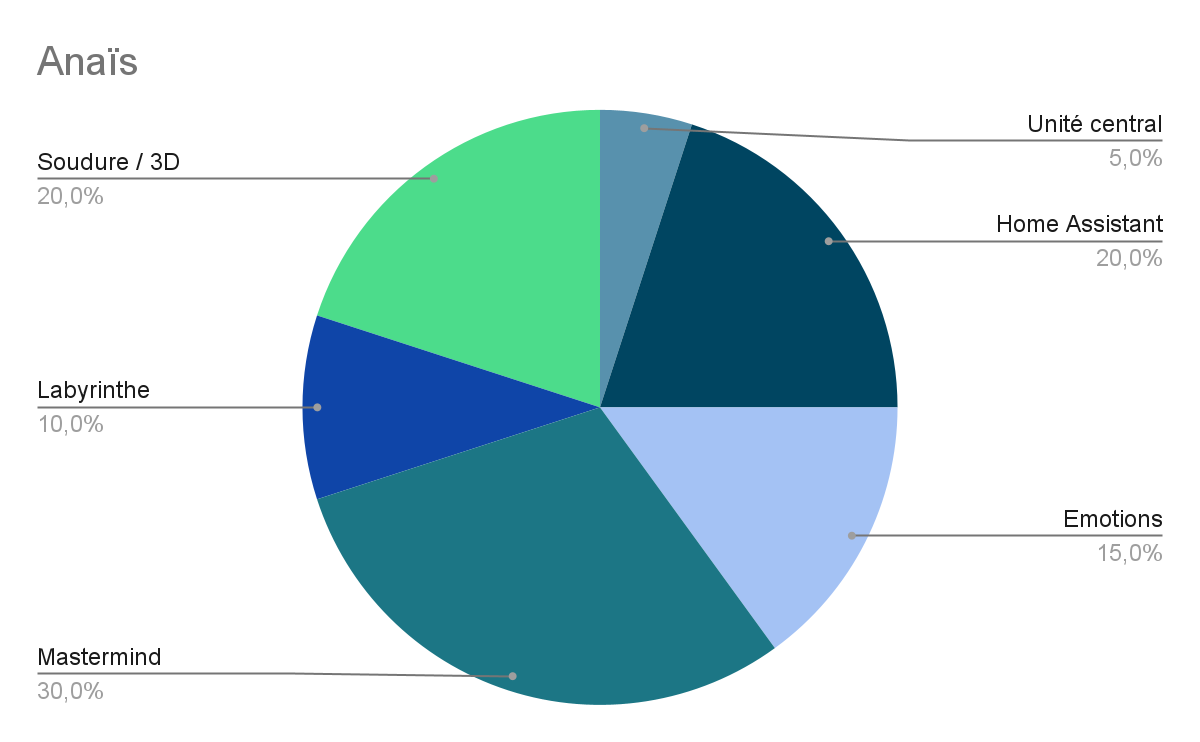 Anaïs
Unité central
5,0%
Soudure / 3D
20,0%
Home Assistant
20,0%
Labyrinthe
10,0%
Emotions
15,0%
Mastermind
30,0%